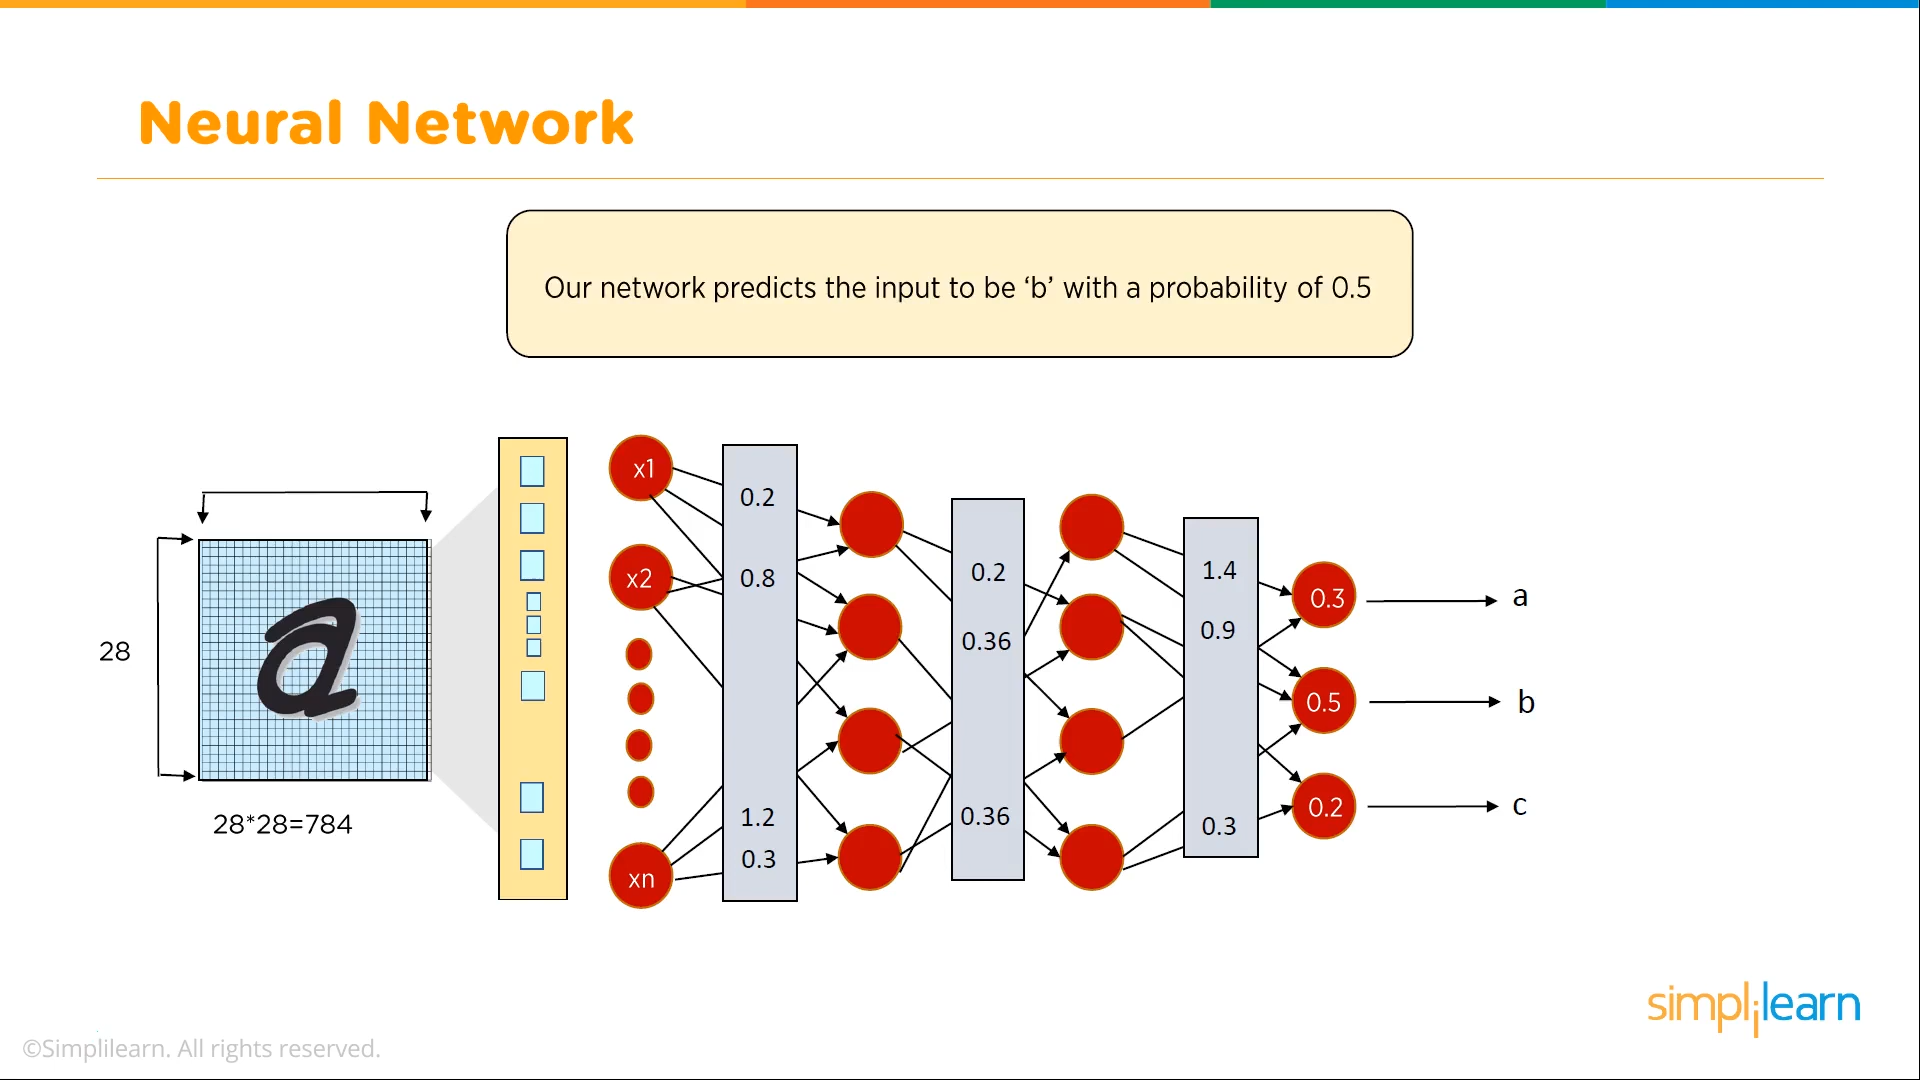 Neural Network
Our network predicts the input to be ‘b’ with a probability of 0.5
28
a
28*28=784
x1
x2
xn
0.2
0.8
1.2
0.3
0.2
0.36
0.36
1.4
0.9
0.3
0.3
0.5
0.2
a
b
c
simplilearn
©Simplilearn. All rights reserved.